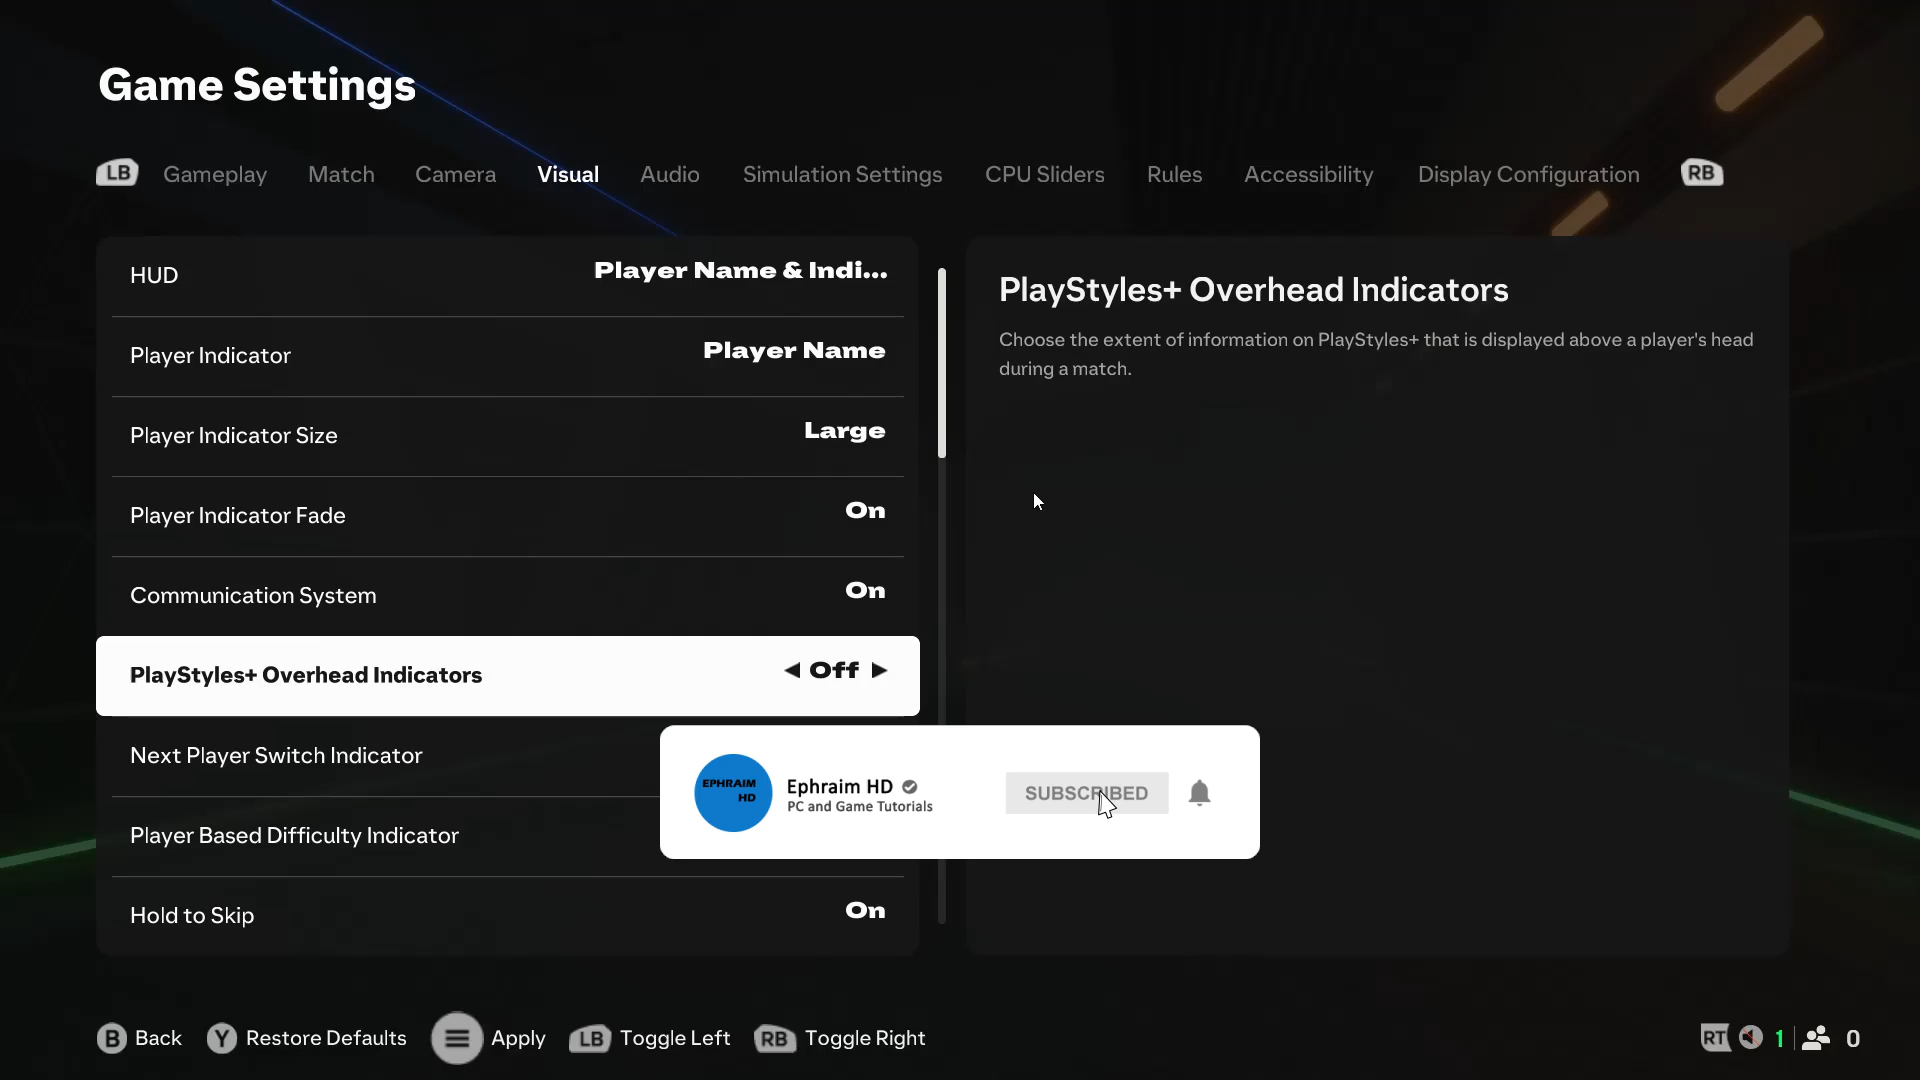 Game Settings
LB Gameplay Match Camera Visual Audio Simulation Settings CPU Sliders Rules Accessibility Display Configuration RB
HUD Player Name & Indi...
Player Indicator Player Name
Player Indicator Size Large
Player Indicator Fade On
Communication System On
PlayStyles+ Overhead Indicators Off
Next Player Switch Indicator
Player Based Difficulty Indicator
Hold to Skip On
PlayStyles+ Overhead Indicators
Choose the extent of information on PlayStyles+ that is displayed above a player's head
during a match.
EPHRAIM
HD
Ephraim HD
PC and Game Tutorials
SUBSCRIBED
B Back Y Restore Defaults Apply LB Toggle Left RB Toggle Right
RT 1 0